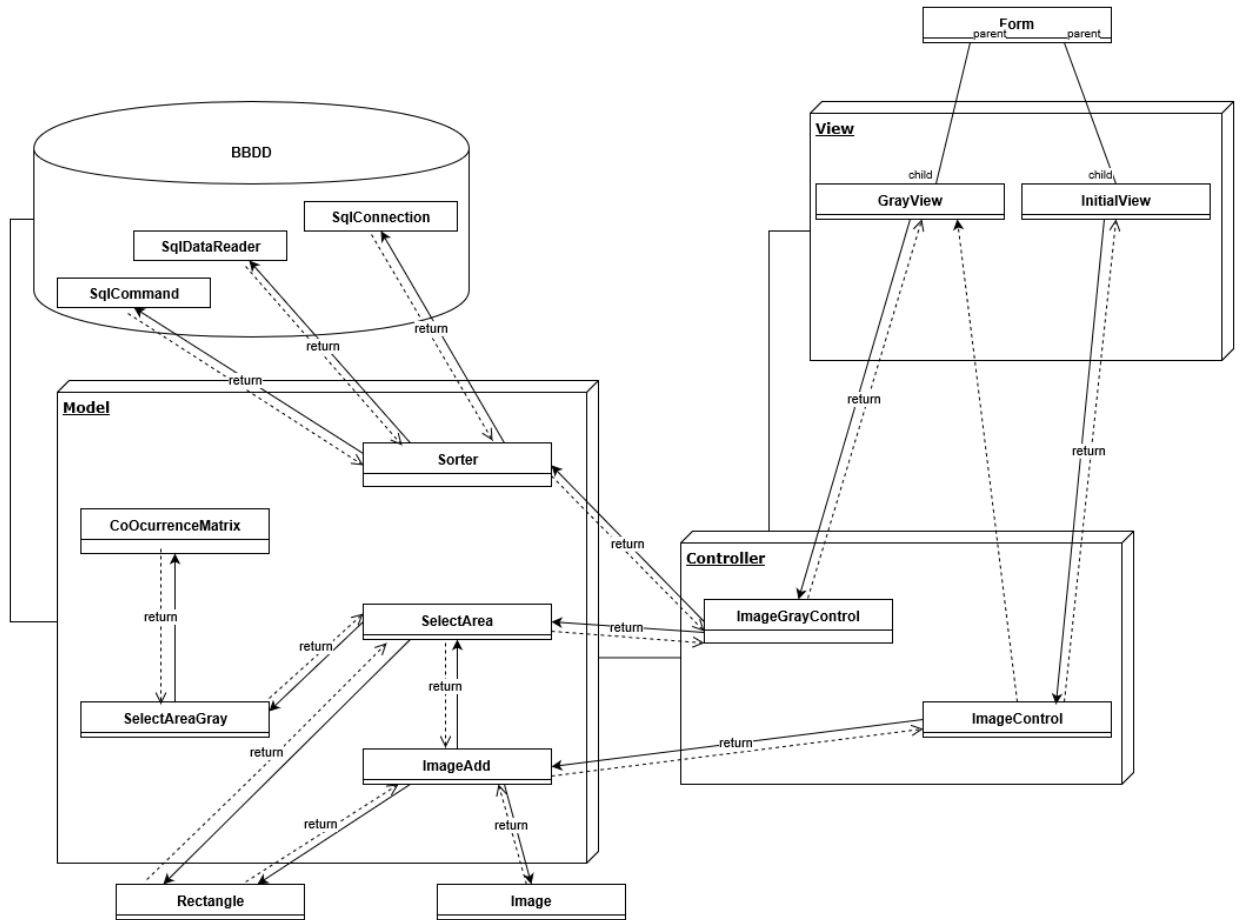 Form
parent parent
View
BBDD
child child
GrayView InitialView
SqlConnection
SqlDataReader
SqlCommand
return
return
return
return
Model
return
Sorter
CoOcurrenceMatrix
return
Controller
return
SelectArea
ImageGrayControl
return
return
return
SelectAreaGray
ImageControl
return
return
ImageAdd
return
return
Rectangle
Image